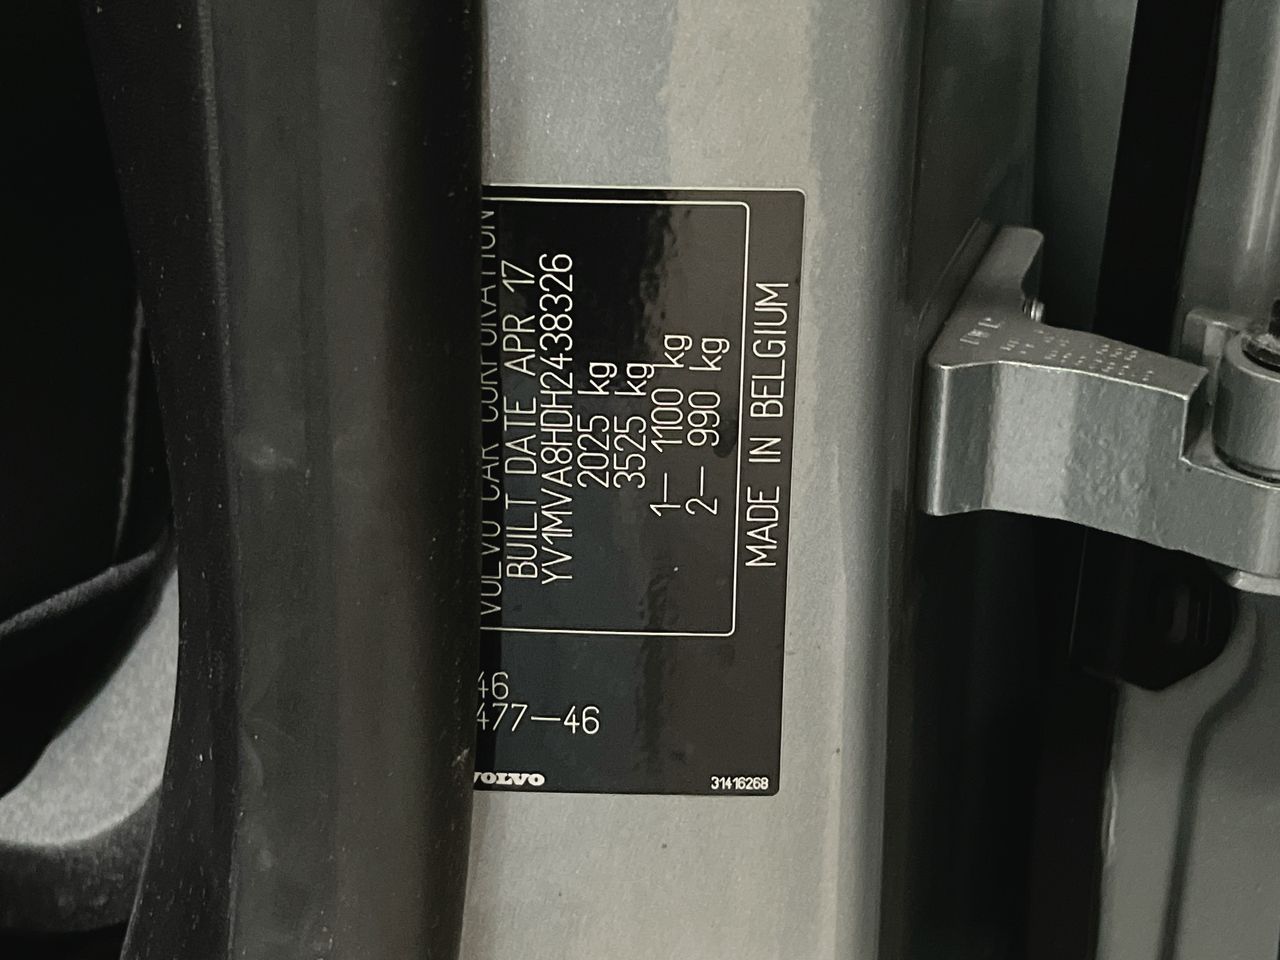 VOLVO CAR CORPORATION
BUILT DATE APR 17
YV1MVA8HDH2438326
2025 kg
3525 kg
1— 1100 kg
2— 990 kg
MADE IN BELGIUM
46
477—46
VOLVO
31416268